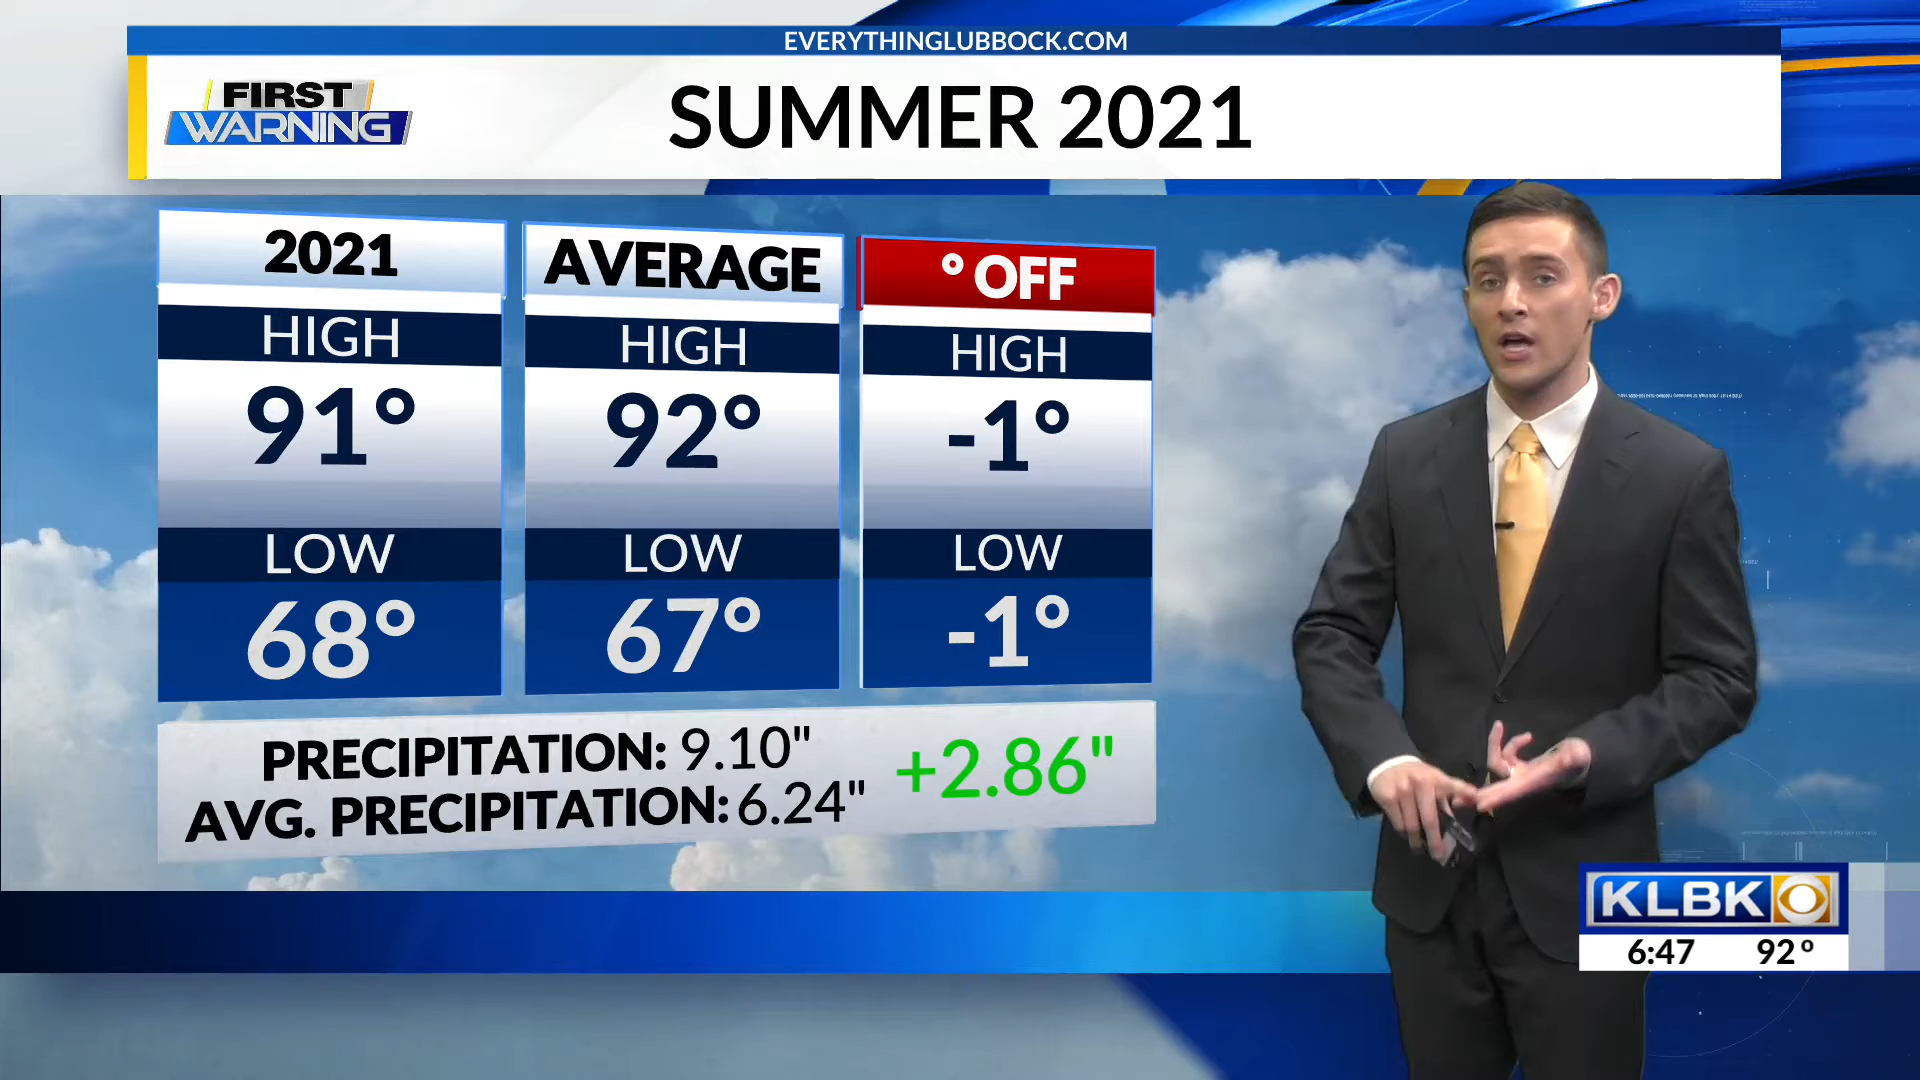 EVERYTHINGLUBBOCK.COM
FIRST
WARNING
SUMMER 2021
2021
AVERAGE
° OFF
HIGH
HIGH
HIGH
91°
92°
-1°
LOW
LOW
LOW
68°
67°
-1°
PRECIPITATION: 9.10"
AVG. PRECIPITATION: 6.24"
+2.86"
KLBK
6:47 92°